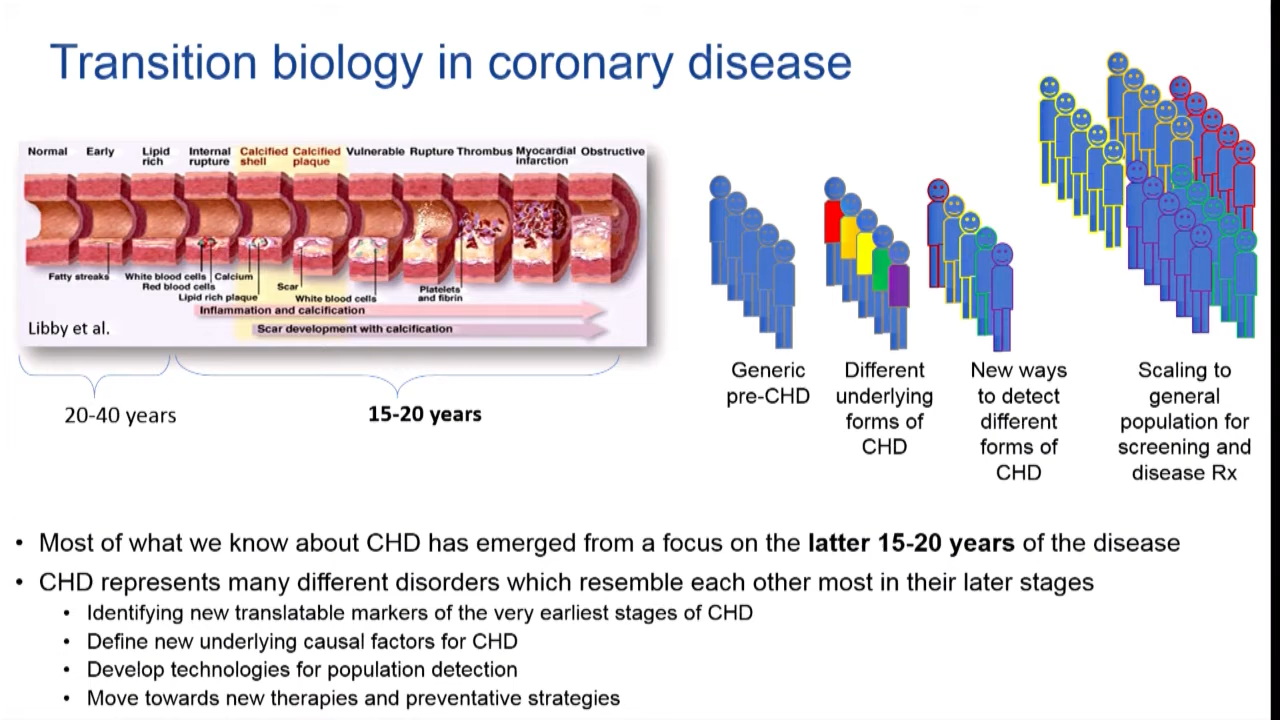 Transition biology in coronary disease
Normal Early Lipid rich Internal rupture Calcified shell Calcified plaque Vulnerable Rupture Thrombus Myocardial infarction Obstructive
Fatty streaks
White blood cells
Red blood cells
Calcium
Lipid rich plaque
Scar
White blood cells
Platelets
and fibrin
Inflammation and calcification
Scar development with calcification
Libby et al.
20-40 years
15-20 years
Generic
pre-CHD
Different
underlying
forms of
CHD
New ways
to detect
different
forms of
CHD
Scaling to
general
population for
screening and
disease Rx
• Most of what we know about CHD has emerged from a focus on the latter 15-20 years of the disease
• CHD represents many different disorders which resemble each other most in their later stages
• Identifying new translatable markers of the very earliest stages of CHD
• Define new underlying causal factors for CHD
• Develop technologies for population detection
• Move towards new therapies and preventative strategies